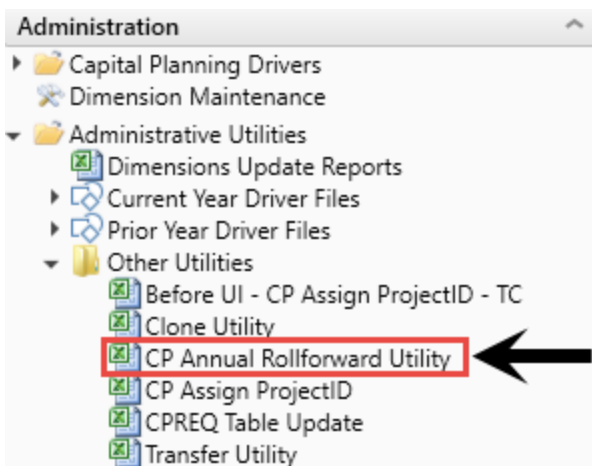 Administration
Capital Planning Drivers
Dimension Maintenance
Administrative Utilities
Dimensions Update Reports
Current Year Driver Files
Prior Year Driver Files
Other Utilities
Before UI - CP Assign ProjectID - TC
Clone Utility
CP Annual Rollforward Utility
CP Assign ProjectID
CPREQ Table Update
Transfer Utility